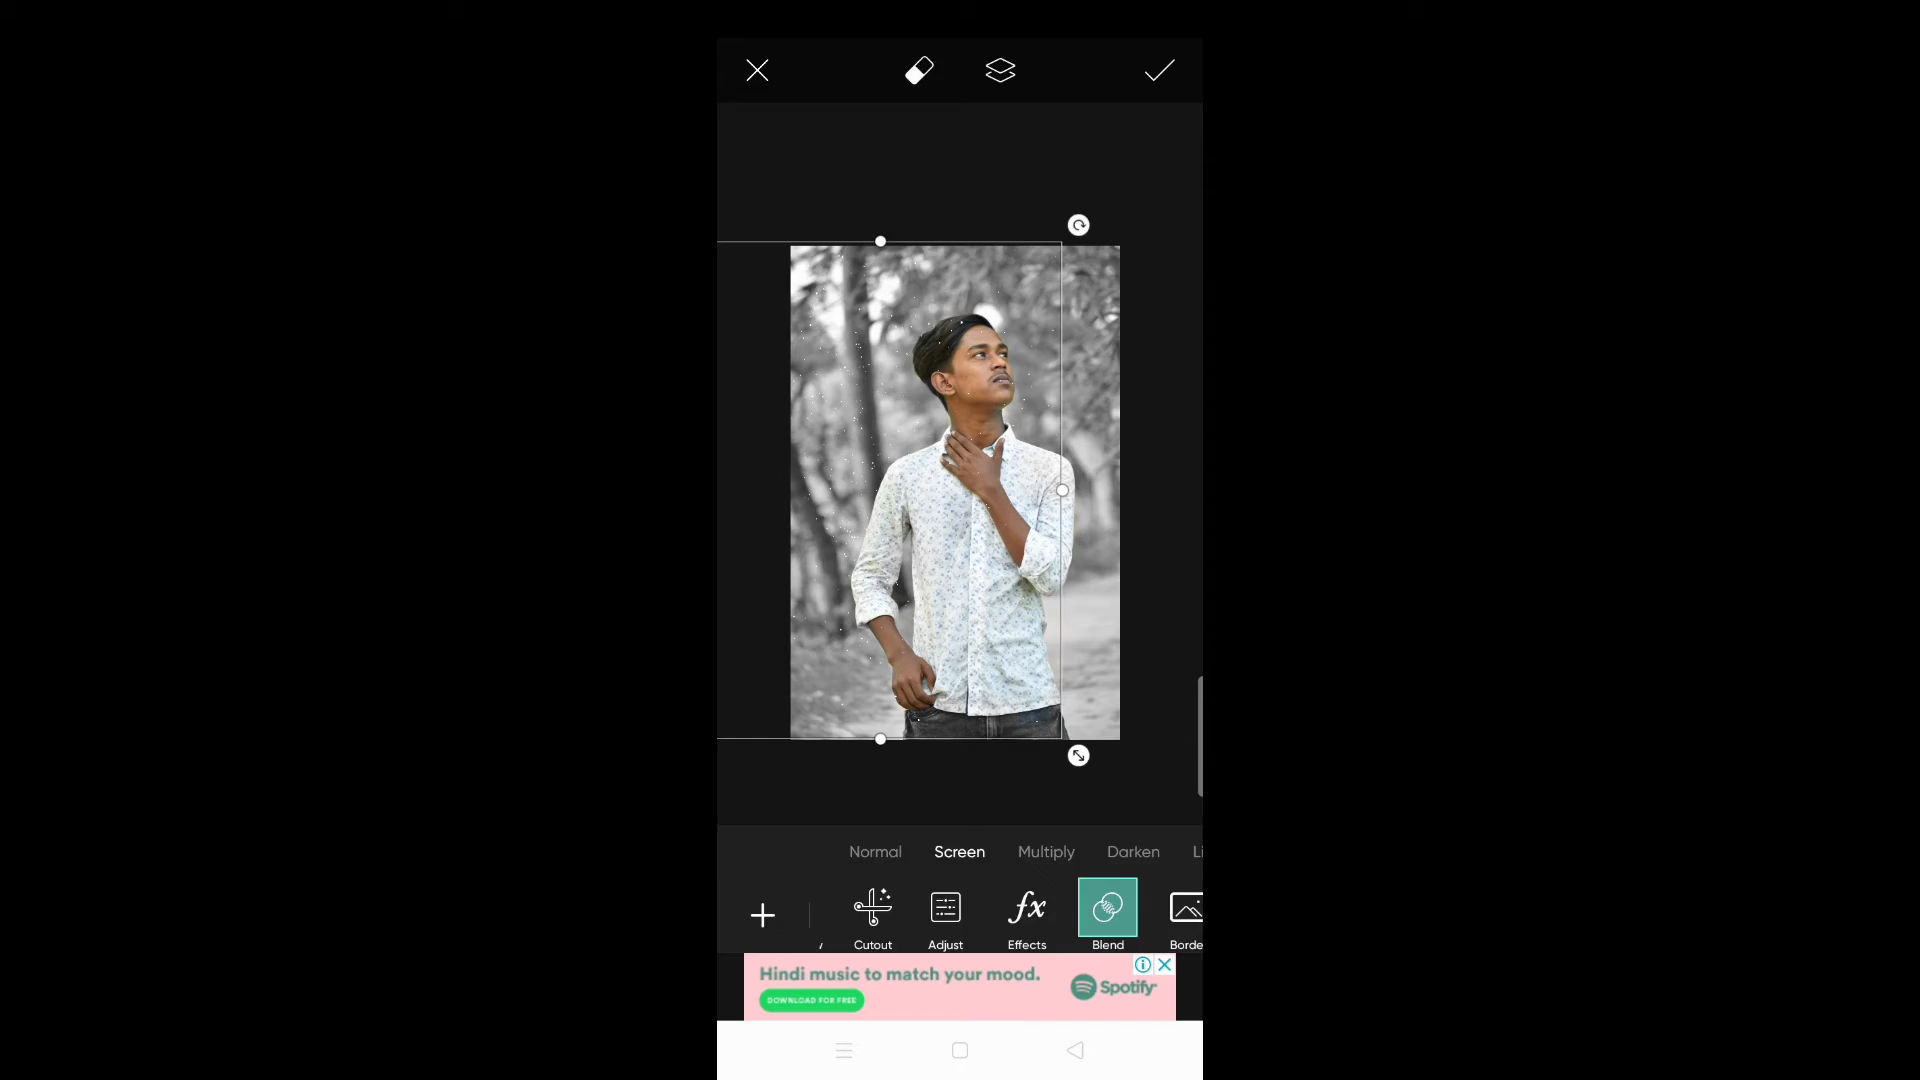 Normal Screen Multiply Darken Li
Cutout Adjust Effects Blend Borde
Hindi music to match your mood.
DOWNLOAD FOR FREE
Spotify